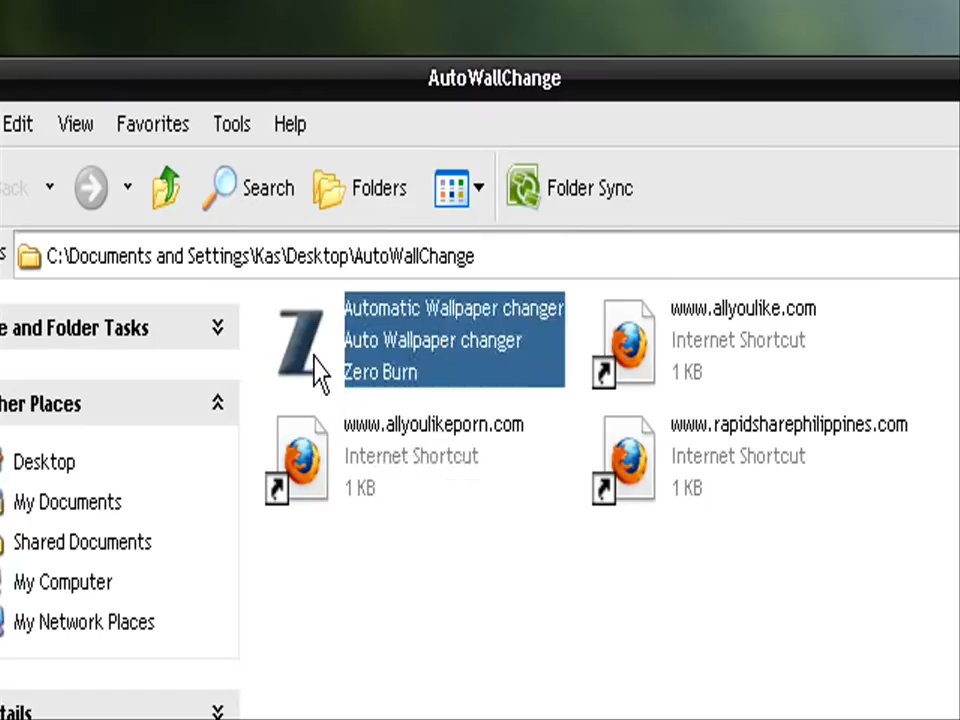 AutoWallChange
Edit View Favorites Tools Help
Search Folders Folder Sync
C:\Documents and Settings\Kas\Desktop\AutoWallChange
e and Folder Tasks
her Places
Desktop
My Documents
Shared Documents
My Computer
My Network Places
tails
Automatic Wallpaper changer
Auto Wallpaper changer
Zero Burn
www.allyoulike.com
Internet Shortcut
1 KB
www.allyoulikeporn.com
Internet Shortcut
1 KB
www.rapidsharephilippines.com
Internet Shortcut
1 KB